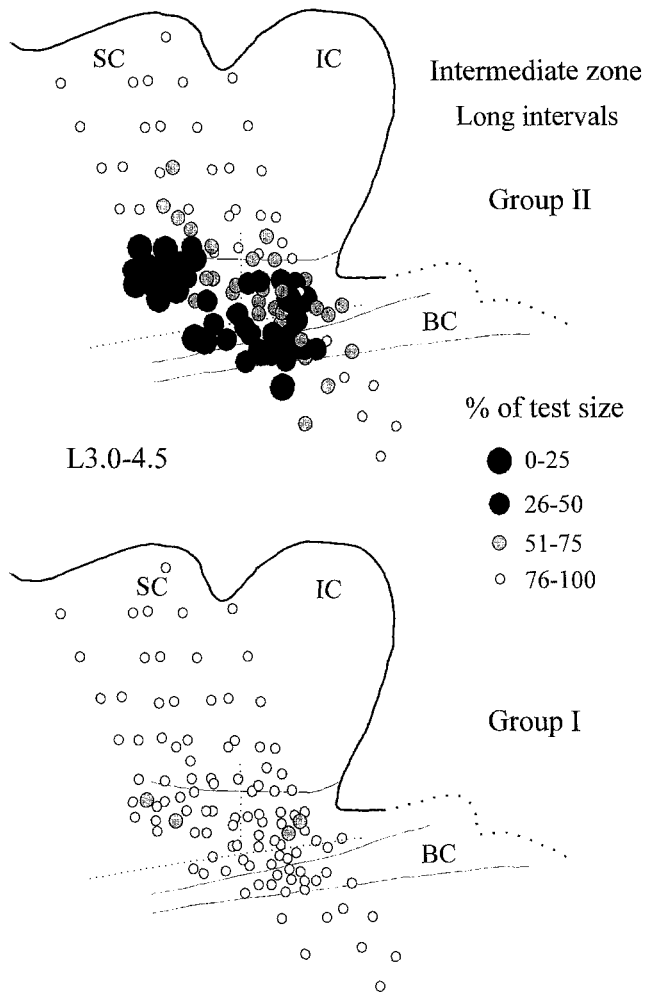 SC
IC
Intermediate zone
Long intervals
Group II
BC
% of test size
L3.0-4.5
0-25
26-50
51-75
76-100
SC
IC
Group I
BC